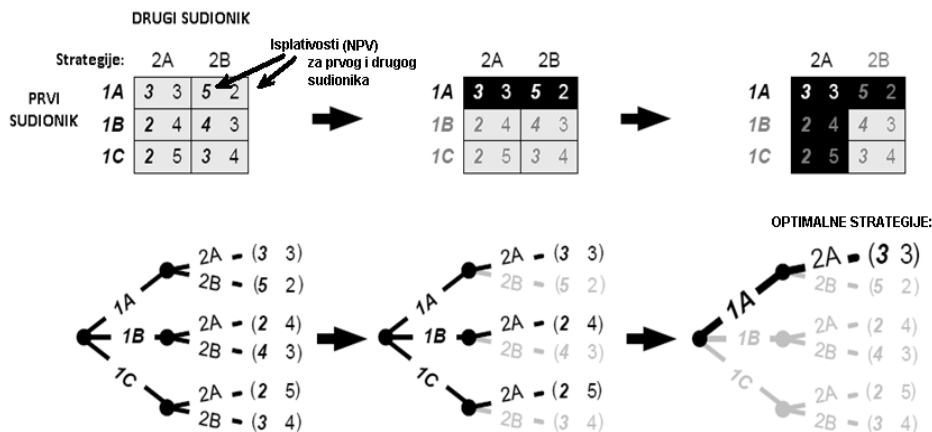 DRUGI SUDIONIK
Isplativosti (NPV)
za prvog i drugog
sudionika
Strategije: 2A 2B
PRVI
SUDIONIK
1A 3 3 5 2
1B 2 4 4 3
1C 2 5 3 4
2A 2B
1A 3 3 5 2
1B 2 4 4 3
1C 2 5 3 4
2A 2B
1A 3 3 5 2
1B 2 4 4 3
1C 2 5 3 4
1A
2A - (3 3)
2B - (5 2)
1B
2A - (2 4)
2B - (4 3)
1C
2A - (2 5)
2B - (3 4)
1A
2A - (3 3)
2B - (5 2)
1B
2A - (2 4)
2B - (4 3)
1C
2A - (2 5)
2B - (3 4)
OPTIMALNE STRATEGIJE:
1A
2A - (3 3)
2B - (5 2)
1B
2A - (2 4)
2B - (4 3)
1C
2A - (2 5)
2B - (3 4)